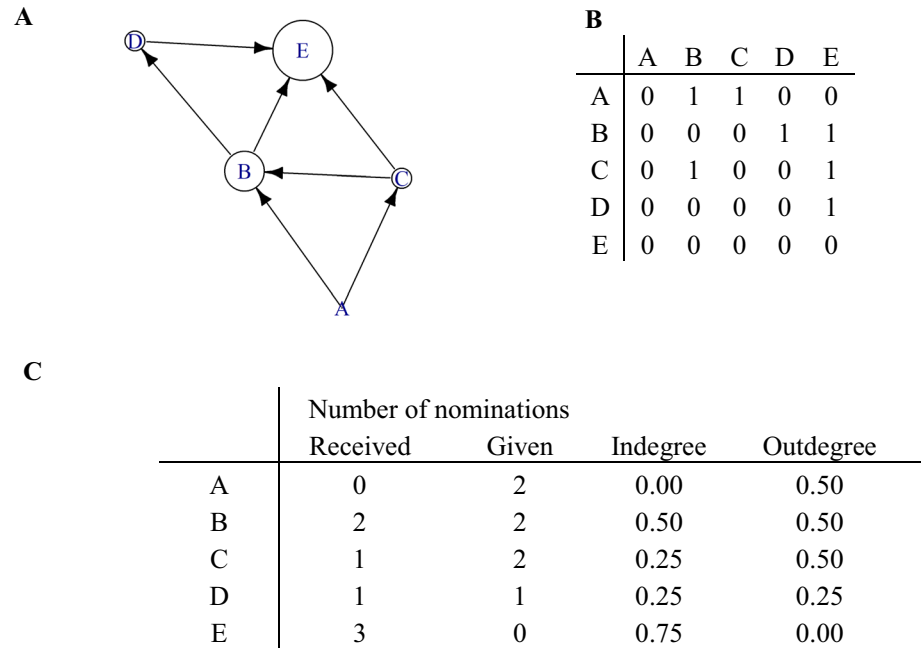 A
D
E
B
C
A
B
A B C D E
A 0 1 1 0 0
B 0 0 0 1 1
C 0 1 0 0 1
D 0 0 0 0 1
E 0 0 0 0 0
C
Number of nominations
Received Given Indegree Outdegree
A 0 2 0.00 0.50
B 2 2 0.50 0.50
C 1 2 0.25 0.50
D 1 1 0.25 0.25
E 3 0 0.75 0.00